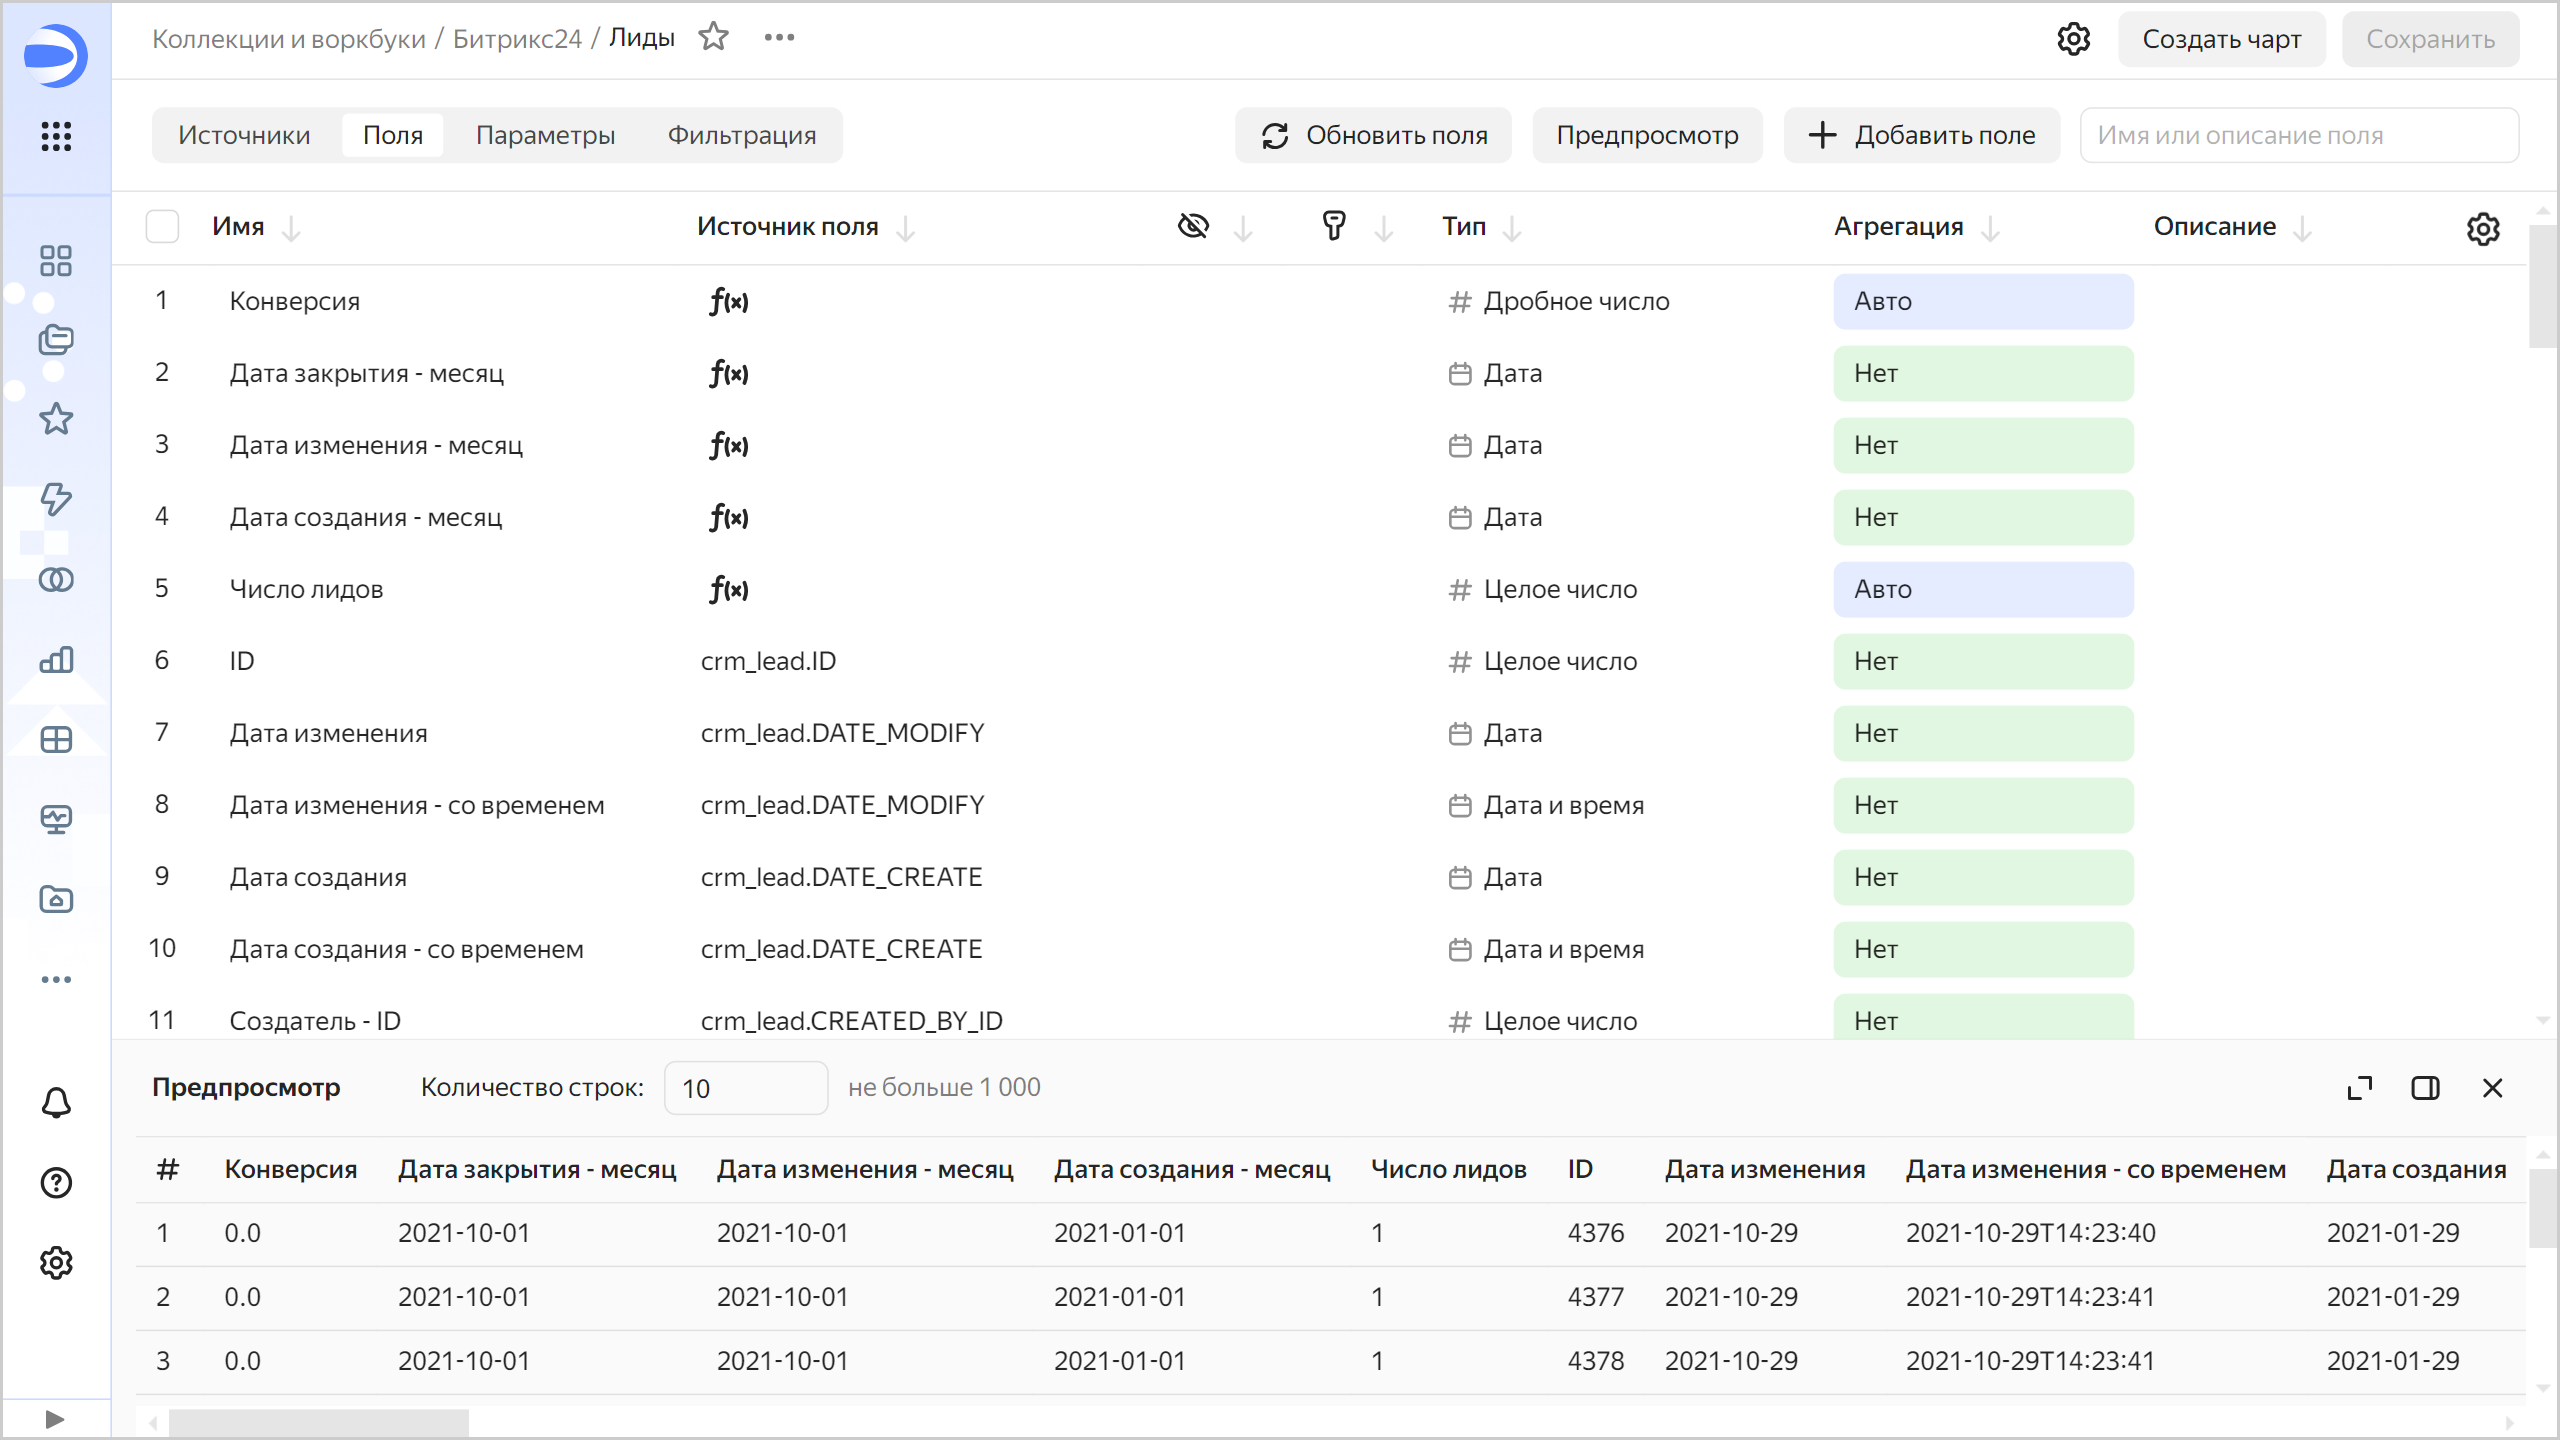 Коллекции и воркбуки / Битрикс24 / Лиды
Создать чарт
Сохранить
Источники Поля Параметры Фильтрация
Обновить поля
Предпросмотр
Добавить поле
Имя или описание поля
Имя Источник поля Тип Агрегация Описание
1 Конверсия f(x) # Дробное число Авто
2 Дата закрытия - месяц f(x) Дата Нет
3 Дата изменения - месяц f(x) Дата Нет
4 Дата создания - месяц f(x) Дата Нет
5 Число лидов f(x) # Целое число Авто
6 ID crm_lead.ID # Целое число Нет
7 Дата изменения crm_lead.DATE_MODIFY Дата Нет
8 Дата изменения - со временем crm_lead.DATE_MODIFY Дата и время Нет
9 Дата создания crm_lead.DATE_CREATE Дата Нет
10 Дата создания - со временем crm_lead.DATE_CREATE Дата и время Нет
11 Создатель - ID crm_lead.CREATED_BY_ID # Целое число Нет
Предпросмотр Количество строк: 10 не больше 1 000
# Конверсия Дата закрытия - месяц Дата изменения - месяц Дата создания - месяц Число лидов ID Дата изменения Дата изменения - со временем Дата создания
1 0.0 2021-10-01 2021-10-01 2021-01-01 1 4376 2021-10-29 2021-10-29T14:23:40 2021-01-29
2 0.0 2021-10-01 2021-10-01 2021-01-01 1 4377 2021-10-29 2021-10-29T14:23:41 2021-01-29
3 0.0 2021-10-01 2021-10-01 2021-01-01 1 4378 2021-10-29 2021-10-29T14:23:41 2021-01-29